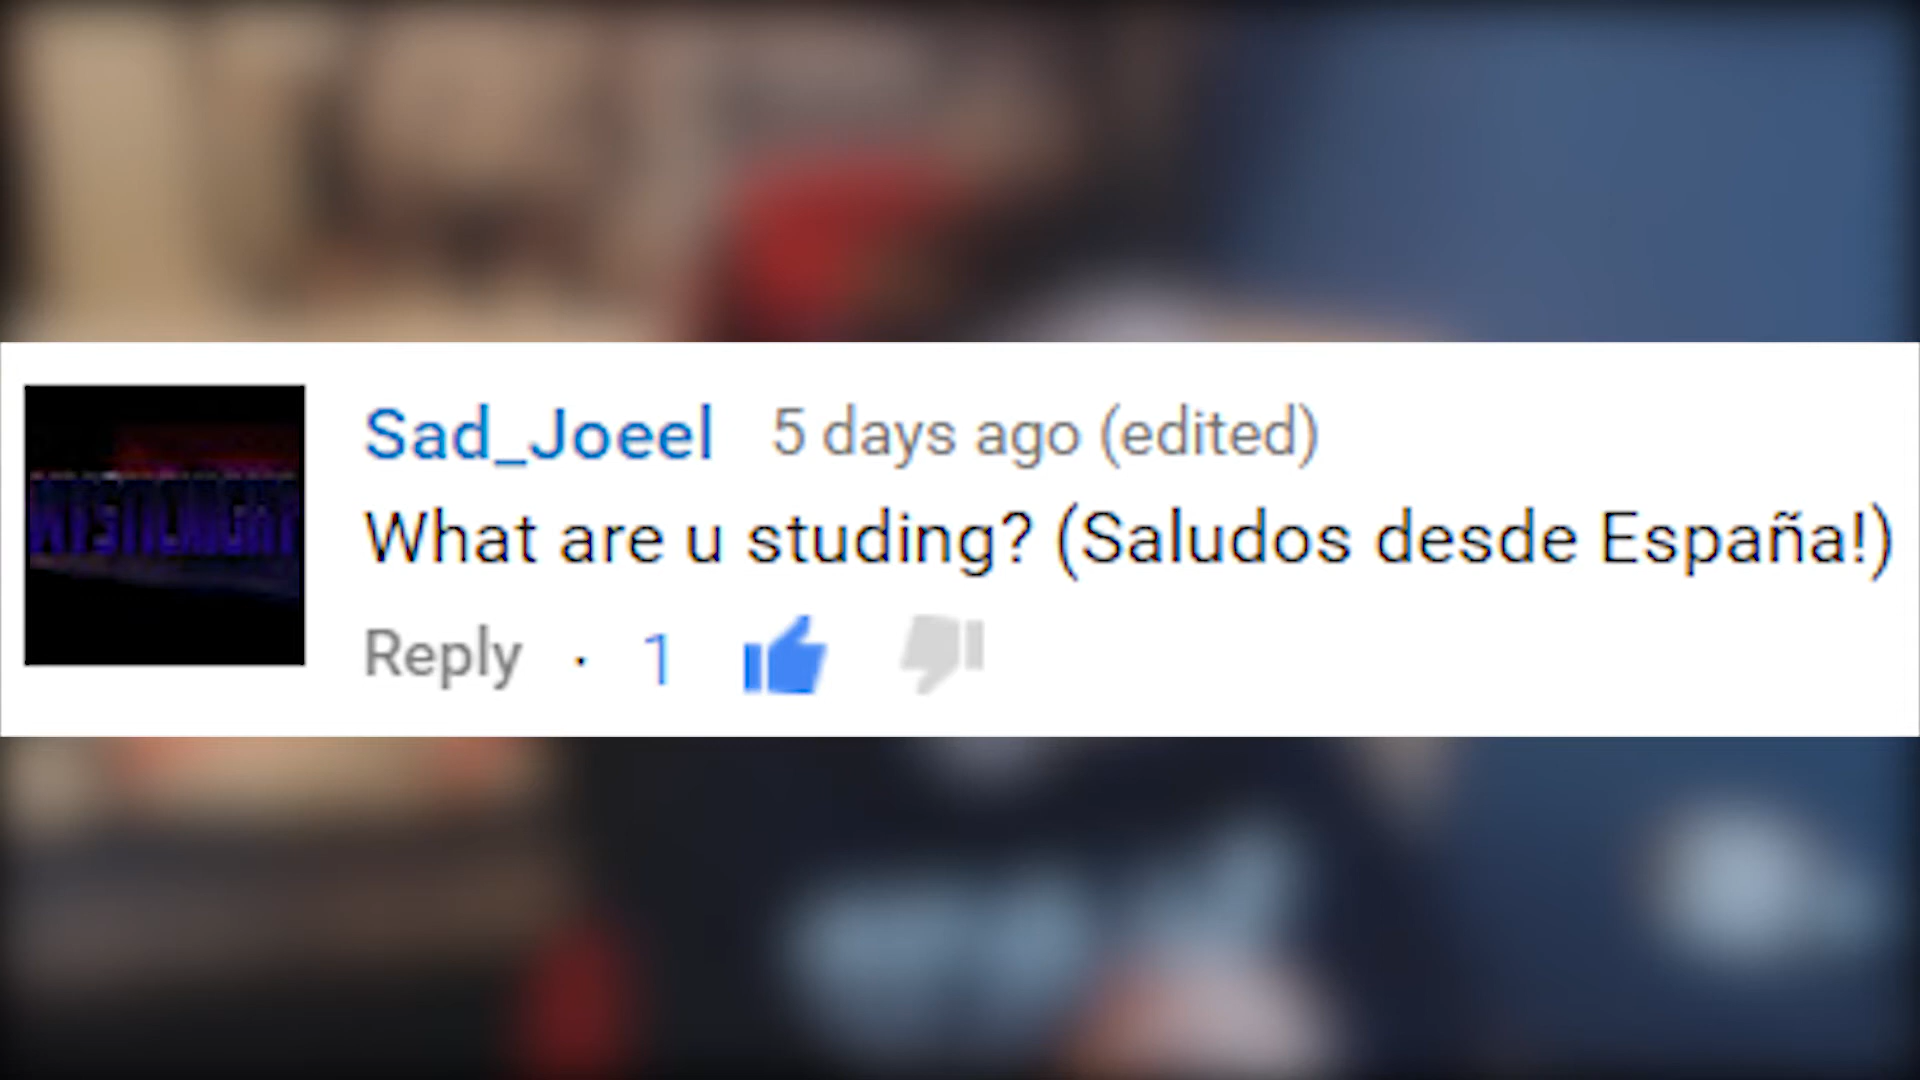 Sad_Joeel 5 days ago (edited)
What are u studing? (Saludos desde España!)
Reply · 1